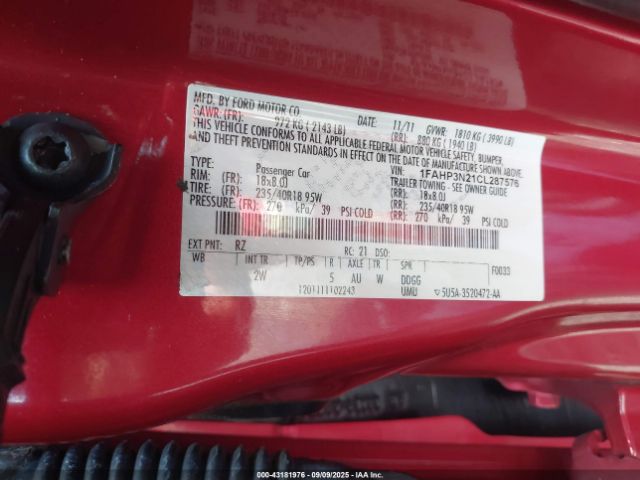 MFD. BY FORD MOTOR CO.
DATE: 11/11 GVWR: 1810 KG ( 3990 LB)
GAWR: (FR): 972 KG ( 2143 LB) (RR): 880 KG (1940 LB)
THIS VEHICLE CONFORMS TO ALL APPLICABLE FEDERAL MOTOR VEHICLE SAFETY, BUMPER,
AND THEFT PREVENTION STANDARDS IN EFFECT ON THE DATE OF MANUFACTURE SHOWN ABOVE.
VIN: 1FAHP3N21CL287576
TYPE: Passenger Car TRAILER TOWING - SEE OWNER GUIDE
RIM: (FR): 18x8.0J (RR): 18x8.0J
TIRE: (FR): 235/40R18 95W (RR): 235/40R18 95W
PRESSURE: (FR): 270 kPa/ 39 PSI COLD (RR): 270 kPa/ 39 PSI COLD
EXT PNT: RZ RC: 21 DSO:
WB INT TR TP/PS R AXLE TR SPR F0033
2W 5 AU W DDGG
1201111102243 UMU 5U5A-3520472-AA
000-43181976 - 09/09/2025 - IAAI.com